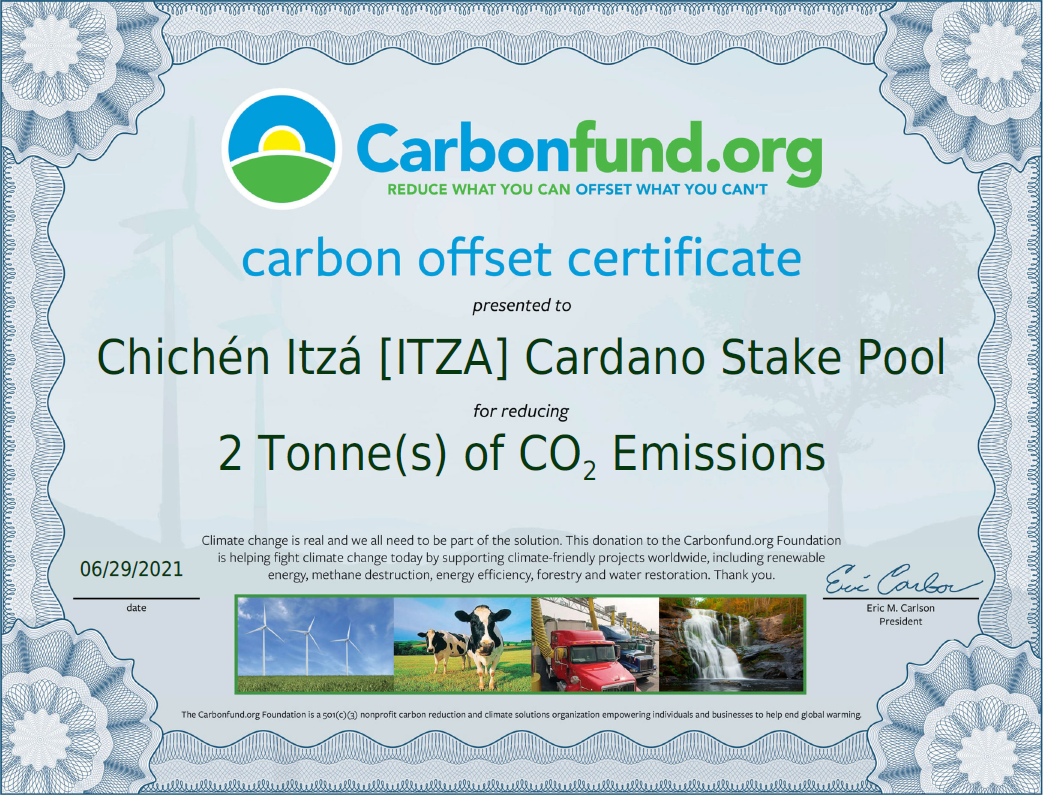 Carbonfund.org
REDUCE WHAT YOU CAN OFFSET WHAT YOU CAN'T
carbon offset certificate
presented to
Chichén Itzá [ITZA] Cardano Stake Pool
for reducing
2 Tonne(s) of CO₂ Emissions
Climate change is real and we all need to be part of the solution. This donation to the Carbonfund.org Foundation
is helping fight climate change today by supporting climate-friendly projects worldwide, including renewable
energy, methane destruction, energy efficiency, forestry and water restoration. Thank you.
06/29/2021
date
Eric Carlson
Eric M. Carlson
President
The Carbonfund.org Foundation is a 501(c)(3) nonprofit carbon reduction and climate solutions organization empowering individuals and businesses to help end global warming.